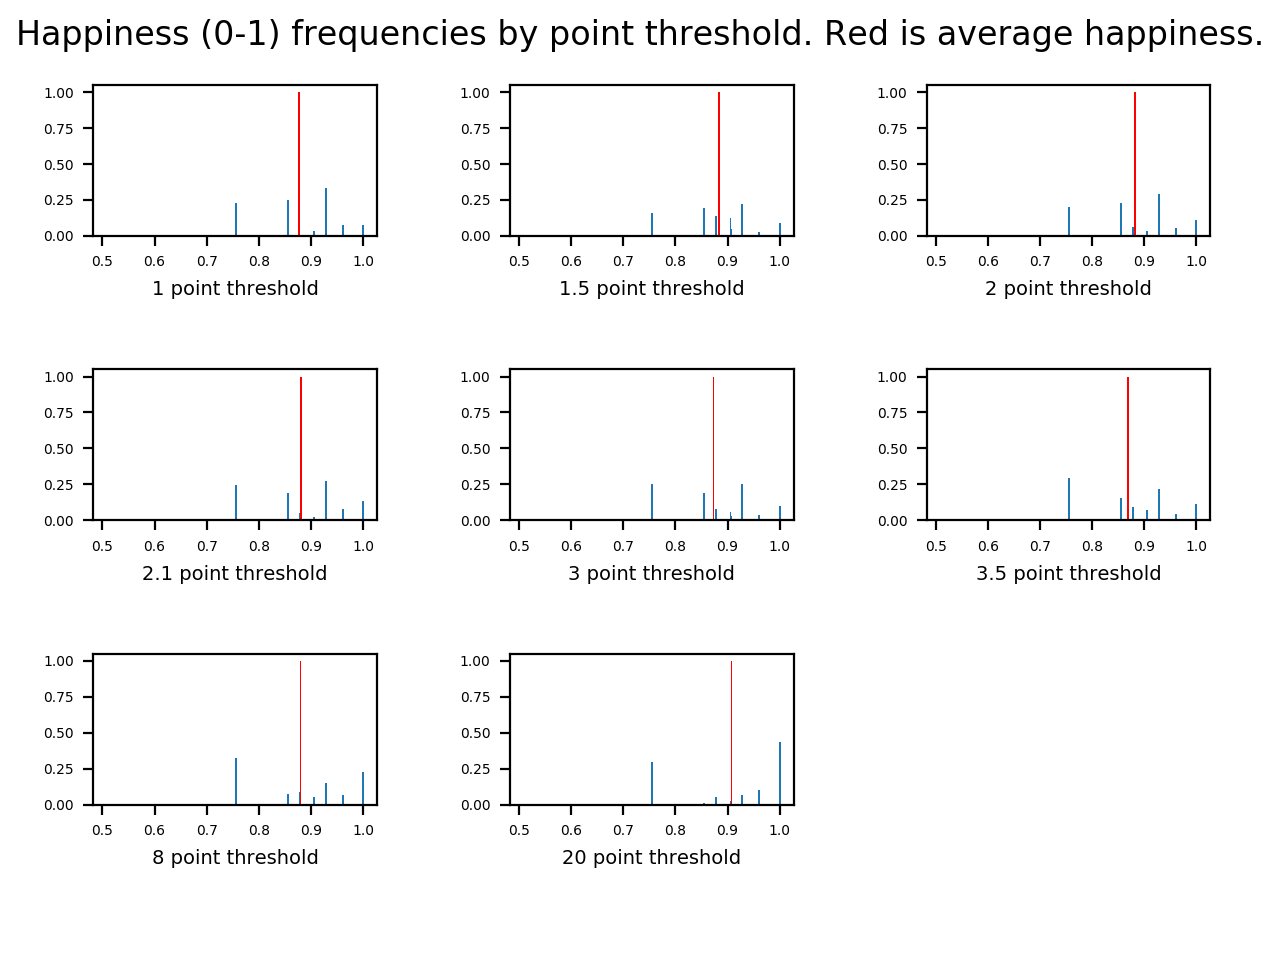 Happiness (0-1) frequencies by point threshold. Red is average happiness.
1.00 0.75 0.50 0.25 0.00
0.5 0.6 0.7 0.8 0.9 1.0
1 point threshold
1.00 0.75 0.50 0.25 0.00
0.5 0.6 0.7 0.8 0.9 1.0
1.5 point threshold
1.00 0.75 0.50 0.25 0.00
0.5 0.6 0.7 0.8 0.9 1.0
2 point threshold
1.00 0.75 0.50 0.25 0.00
0.5 0.6 0.7 0.8 0.9 1.0
2.1 point threshold
1.00 0.75 0.50 0.25 0.00
0.5 0.6 0.7 0.8 0.9 1.0
3 point threshold
1.00 0.75 0.50 0.25 0.00
0.5 0.6 0.7 0.8 0.9 1.0
3.5 point threshold
1.00 0.75 0.50 0.25 0.00
0.5 0.6 0.7 0.8 0.9 1.0
8 point threshold
1.00 0.75 0.50 0.25 0.00
0.5 0.6 0.7 0.8 0.9 1.0
20 point threshold